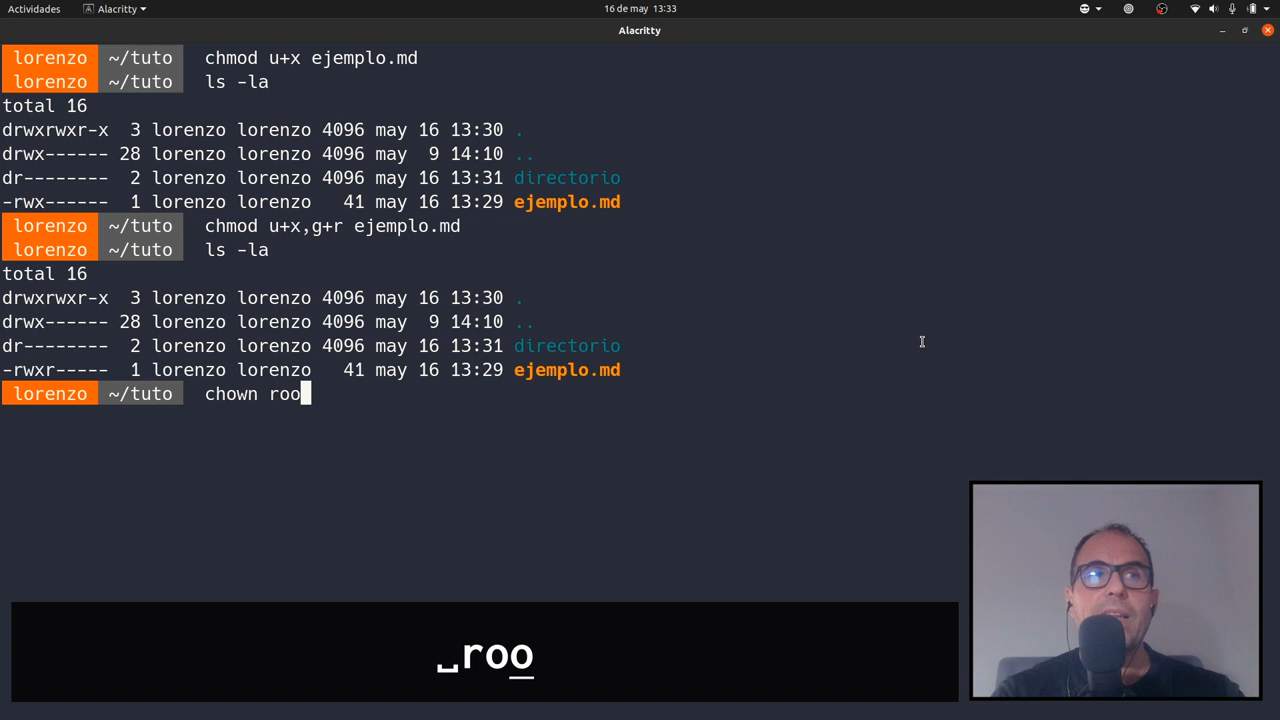 Actividades Alacritty 16 de may 13:33
Alacritty
lorenzo ~/tuto chmod u+x ejemplo.md
lorenzo ~/tuto ls -la
total 16
drwxrwxr-x 3 lorenzo lorenzo 4096 may 16 13:30 .
drwx------ 28 lorenzo lorenzo 4096 may 9 14:10 ..
dr-------- 2 lorenzo lorenzo 4096 may 16 13:31 directorio
-rwx------ 1 lorenzo lorenzo 41 may 16 13:29 ejemplo.md
lorenzo ~/tuto chmod u+x,g+r ejemplo.md
lorenzo ~/tuto ls -la
total 16
drwxrwxr-x 3 lorenzo lorenzo 4096 may 16 13:30 .
drwx------ 28 lorenzo lorenzo 4096 may 9 14:10 ..
dr-------- 2 lorenzo lorenzo 4096 may 16 13:31 directorio
-rwxr----- 1 lorenzo lorenzo 41 may 16 13:29 ejemplo.md
lorenzo ~/tuto chown roo
␣roo